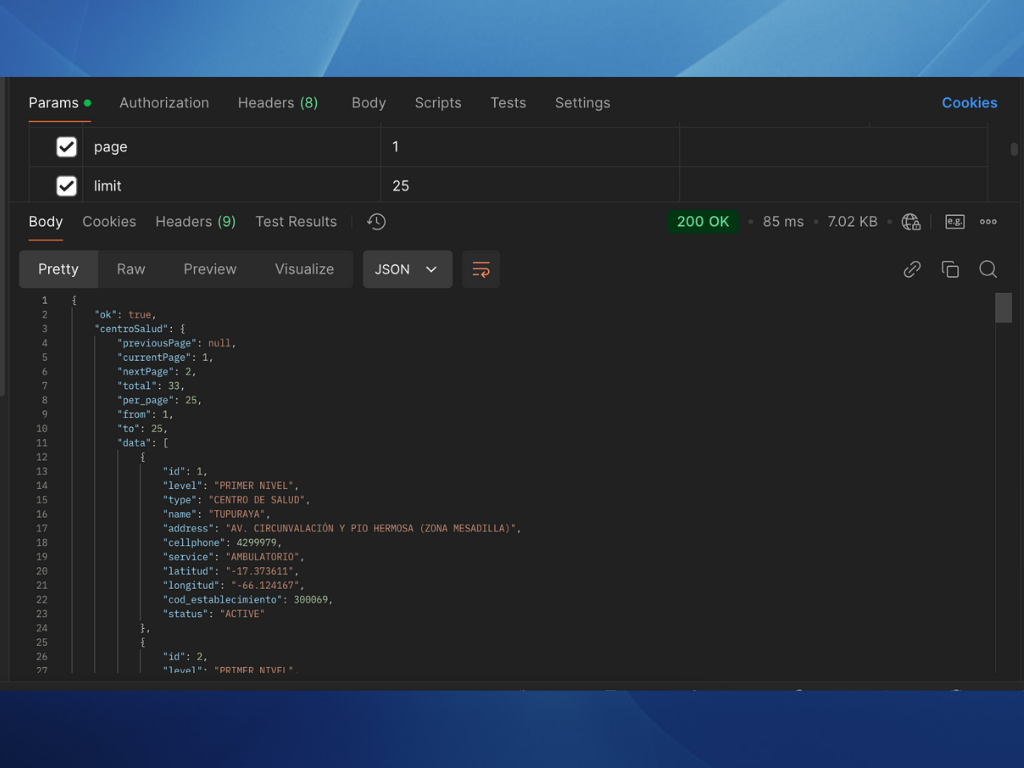 Params Authorization Headers (8) Body Scripts Tests Settings Cookies
page 1
limit 25
Body Cookies Headers (9) Test Results 200 OK 85 ms 7.02 KB e.g.
Pretty Raw Preview Visualize JSON
1 {
2 "ok": true,
3 "centroSalud": {
4 "previousPage": null,
5 "currentPage": 1,
6 "nextPage": 2,
7 "total": 33,
8 "per_page": 25,
9 "from": 1,
10 "to": 25,
11 "data": [
12 {
13 "id": 1,
14 "level": "PRIMER NIVEL",
15 "type": "CENTRO DE SALUD",
16 "name": "TUPURAYA",
17 "address": "AV. CIRCUNVALACIÓN Y PIO HERMOSA (ZONA MESADILLA)",
18 "cellphone": 4299979,
19 "service": "AMBULATORIO",
20 "latitud": "-17.373611",
21 "longitud": "-66.124167",
22 "cod_establecimiento": 300069,
23 "status": "ACTIVE"
24 },
25 {
26 "id": 2,
27 "level": "PRIMER NIVEL",